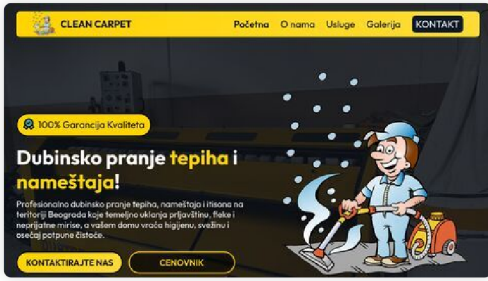 CLEAN CARPET
Početna O nama Usluge Galerija KONTAKT
100% Garancija Kvaliteta
Dubinsko pranje tepiha i
nameštaja!
Profesionalno dubinsko pranje tepiha, nameštaja i itisona na
teritoriji Beograda koje temeljno uklanja prljavštinu, fleke i
neprijatne mirise, a vašem domu vraća higijenu, svežinu i
osećaj potpune čistoće.
KONTAKTIRAJTE NAS CENOVNIK